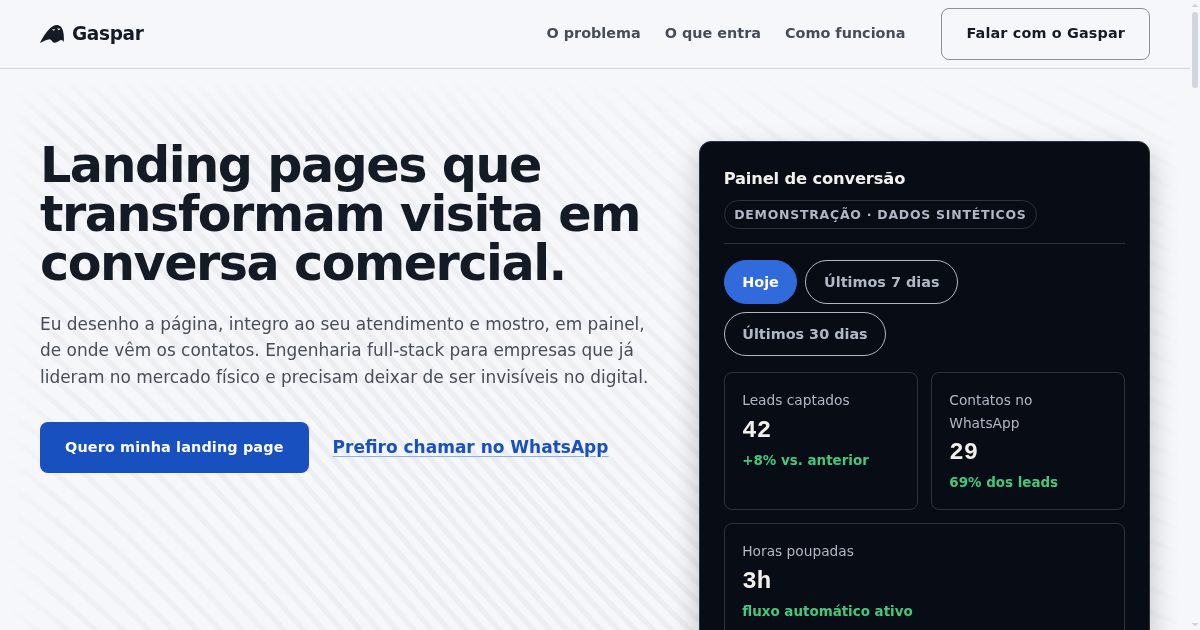 Gaspar
O problema
O que entra
Como funciona
Falar com o Gaspar
Landing pages que
transformam visita em
conversa comercial.
Eu desenho a página, integro ao seu atendimento e mostro, em painel,
de onde vêm os contatos. Engenharia full-stack para empresas que já
lideram no mercado físico e precisam deixar de ser invisíveis no digital.
Quero minha landing page
Prefiro chamar no WhatsApp
Painel de conversão
DEMONSTRAÇÃO · DADOS SINTÉTICOS
Hoje
Últimos 7 dias
Últimos 30 dias
Leads captados
42
+8% vs. anterior
Contatos no
WhatsApp
29
69% dos leads
Horas poupadas
3h
fluxo automático ativo